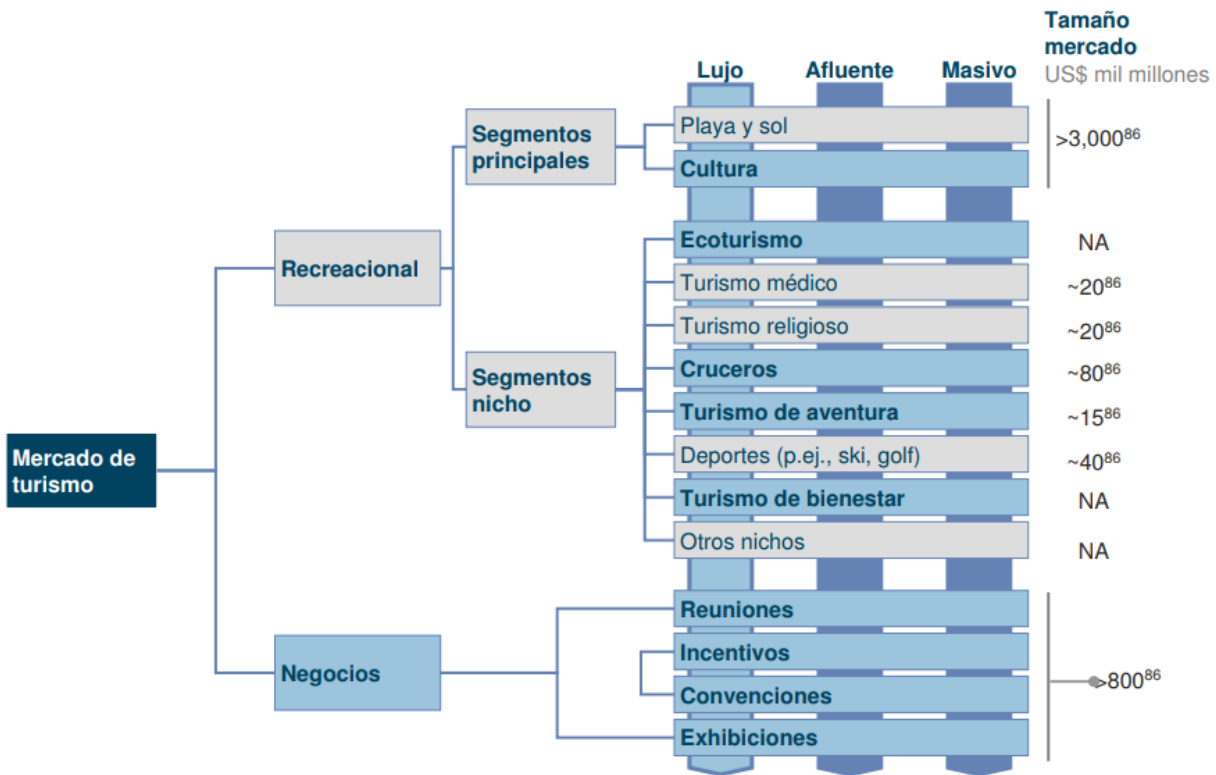 Tamaño
mercado
US$ mil millones
Lujo
Afluente
Masivo
Segmentos
principales
Playa y sol
>3,000⁸⁶
Cultura
Recreacional
Ecoturismo
NA
Turismo médico
~20⁸⁶
Turismo religioso
~20⁸⁶
Segmentos
nicho
Cruceros
~80⁸⁶
Turismo de aventura
~15⁸⁶
Deportes (p.ej., ski, golf)
~40⁸⁶
Turismo de bienestar
NA
Otros nichos
NA
Mercado de
turismo
Negocios
Reuniones
Incentivos
Convenciones
>800⁸⁶
Exhibiciones